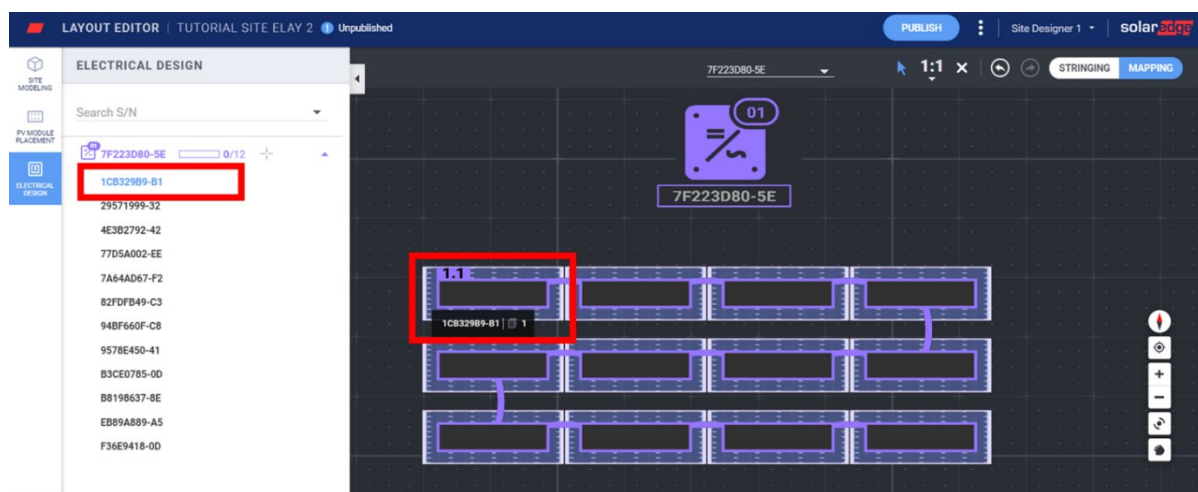 LAYOUT EDITOR | TUTORIAL SITE ELAY 2 Unpublished
PUBLISH
Site Designer 1
solaredge
SITE
MODELING
PV MODULE
PLACEMENT
ELECTRICAL
DESIGN
ELECTRICAL DESIGN
Search S/N
7F223D80-5E 0/12
1CB329B9-B1
29571999-32
4E3B2792-42
77D5A002-EE
7A64AD67-F2
82FDFB49-C3
94BF660F-C8
9578E450-41
B3CE0785-0D
B8198637-8E
EB89A889-A5
F36E9418-0D
7F223D80-5E
1:1
STRINGING
MAPPING
01
7F223D80-5E
1.1
1CB329B9-B1 | 1